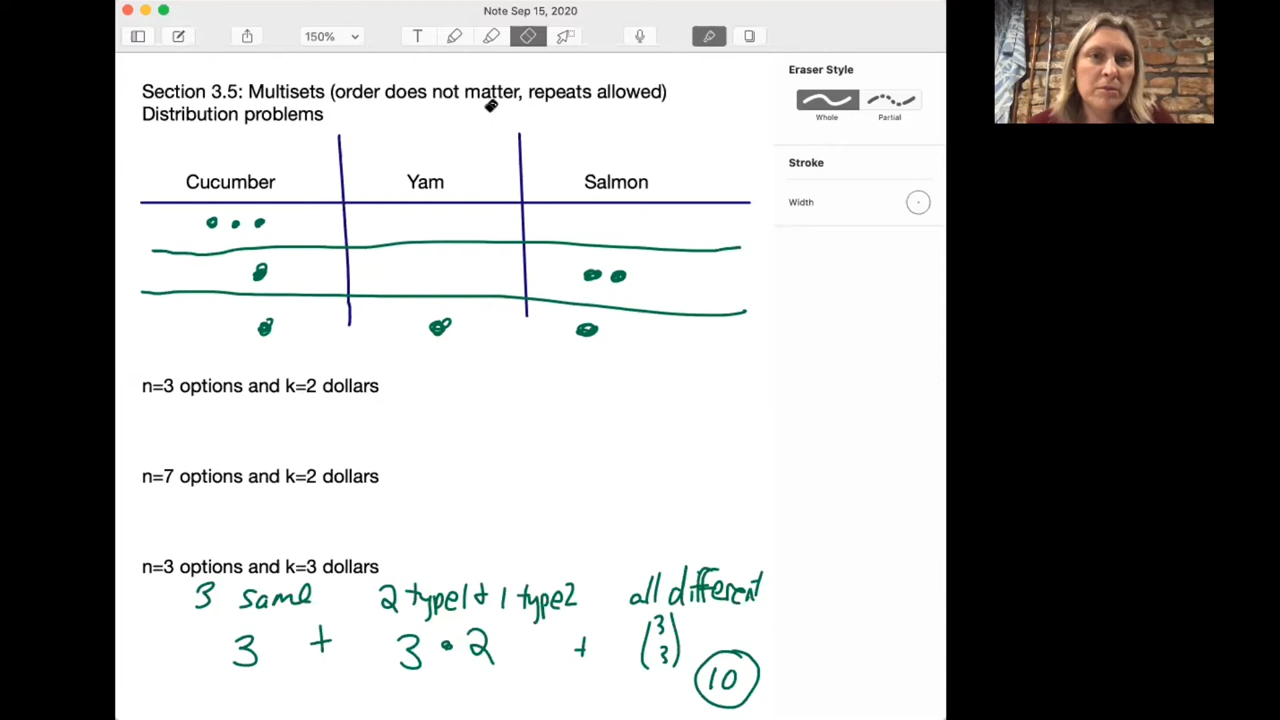 Note Sep 15, 2020
150%
T
Eraser Style
Whole Partial
Stroke
Width
Section 3.5: Multisets (order does not matter, repeats allowed)
Distribution problems
Cucumber Yam Salmon
n=3 options and k=2 dollars
n=7 options and k=2 dollars
n=3 options and k=3 dollars
3 same 2 type1 + 1 type2 all different
3 + 3 • 2 + (3 3)
10